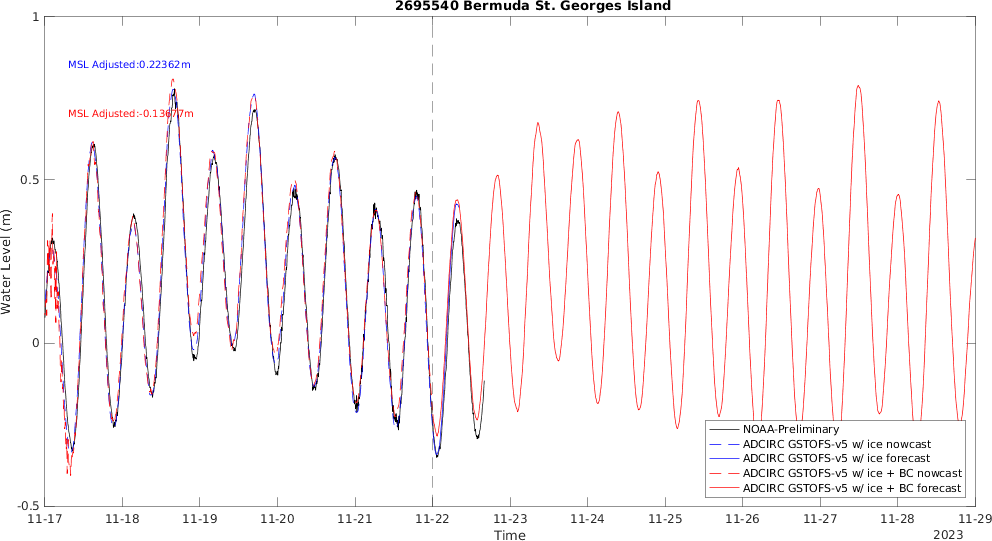 2695540 Bermuda St. Georges Island
1
MSL Adjusted:0.22362m
MSL Adjusted:-0.13677m
0.5
Water Level (m)
0
NOAA-Preliminary
ADCIRC GSTOFS-v5 w/ ice nowcast
ADCIRC GSTOFS-v5 w/ ice forecast
ADCIRC GSTOFS-v5 w/ ice + BC nowcast
ADCIRC GSTOFS-v5 w/ ice + BC forecast
-0.5
11-17 11-18 11-19 11-20 11-21 11-22 11-23 11-24 11-25 11-26 11-27 11-28 11-29
Time
2023